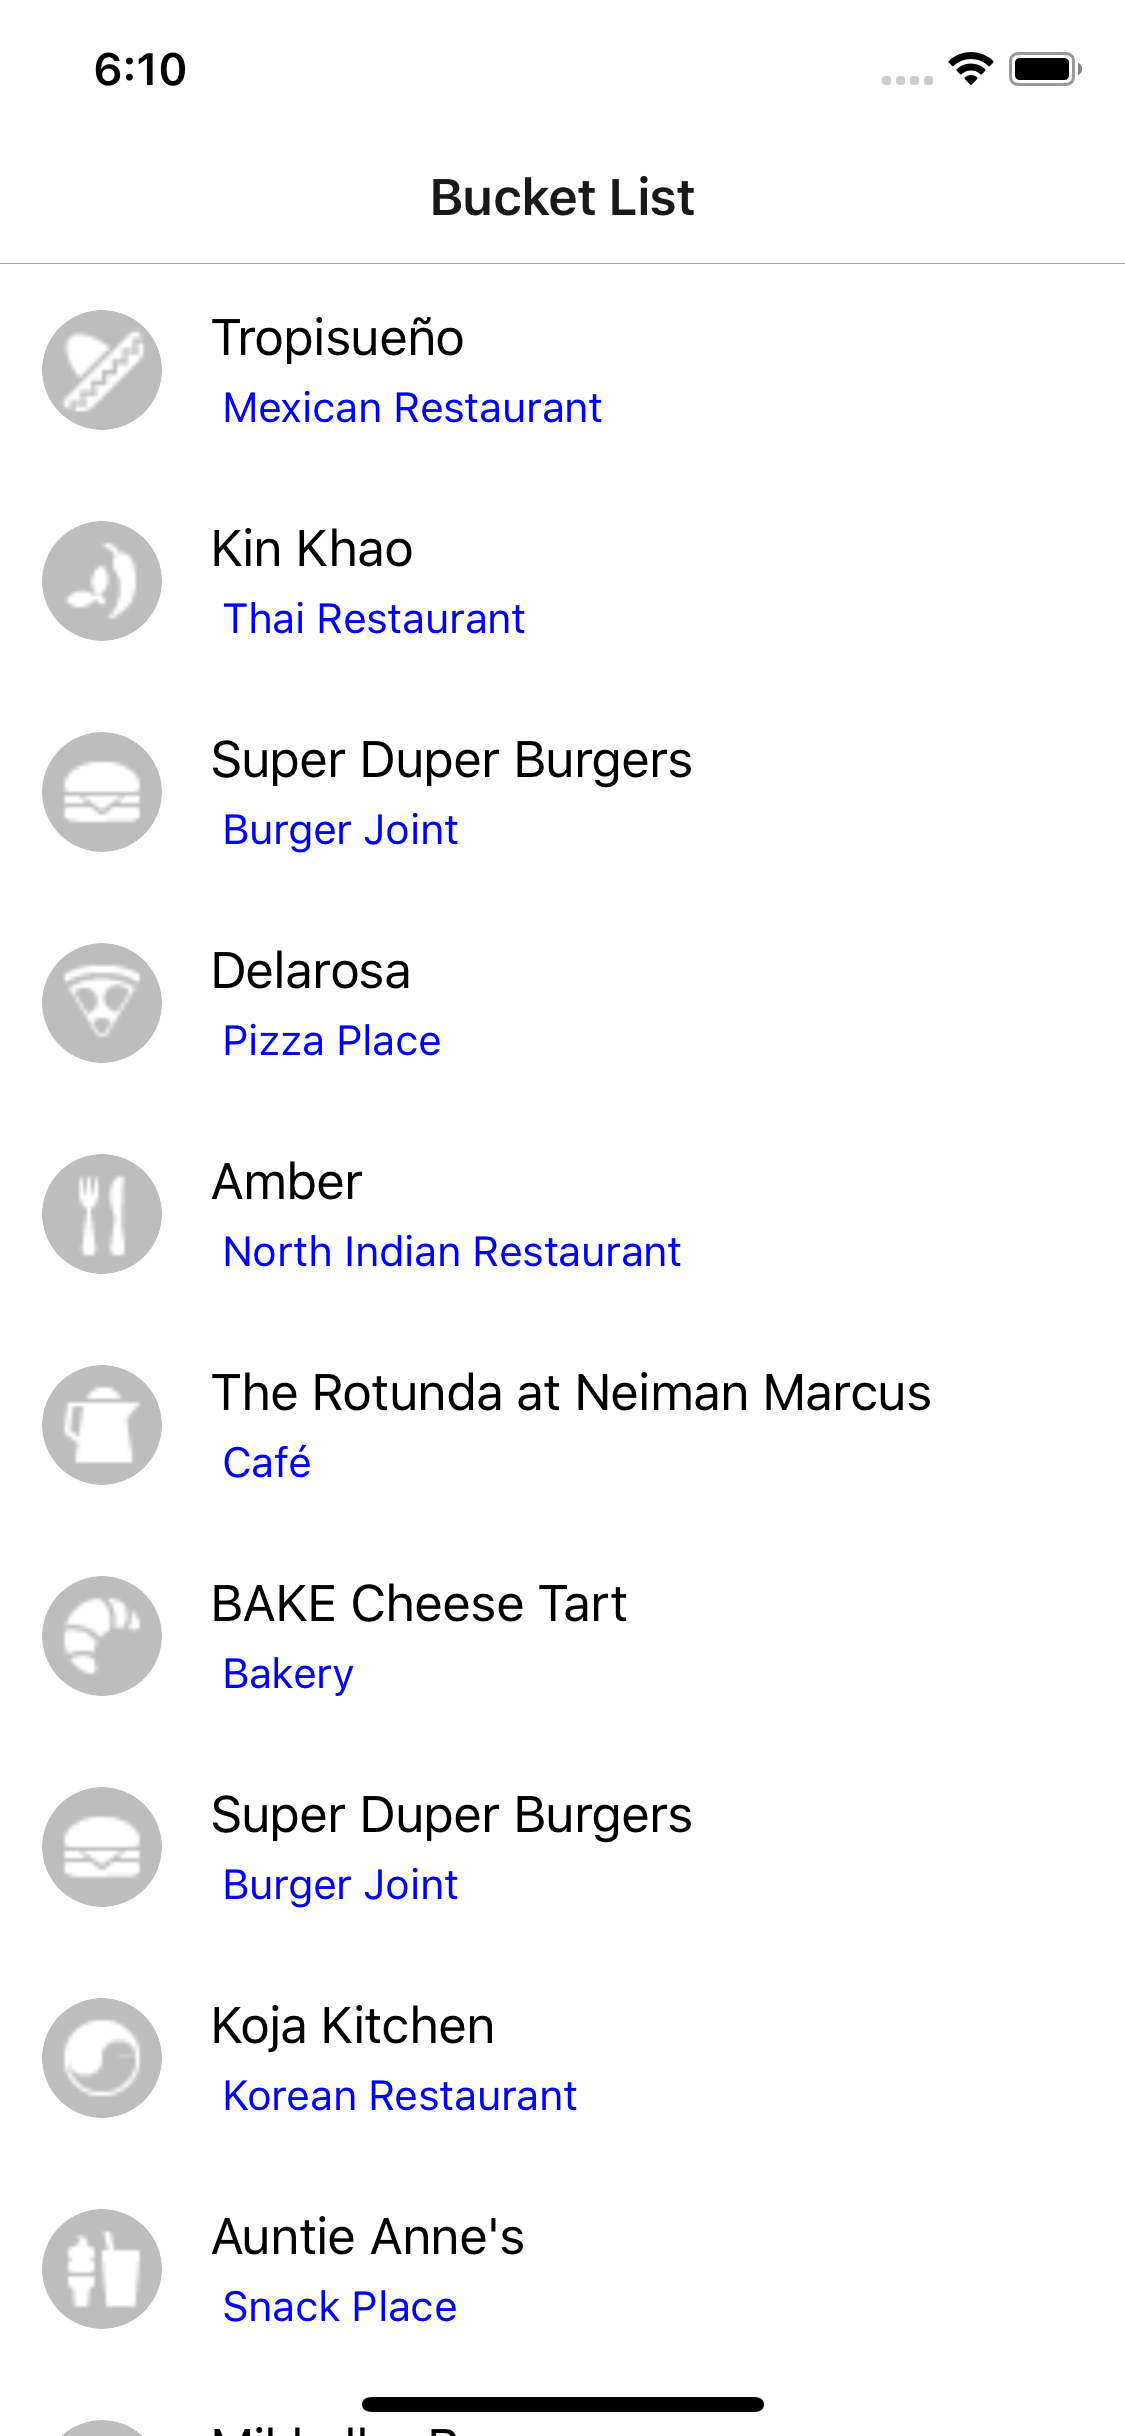 6:10
Bucket List
Tropisueño
Mexican Restaurant
Kin Khao
Thai Restaurant
Super Duper Burgers
Burger Joint
Delarosa
Pizza Place
Amber
North Indian Restaurant
The Rotunda at Neiman Marcus
Café
BAKE Cheese Tart
Bakery
Super Duper Burgers
Burger Joint
Koja Kitchen
Korean Restaurant
Auntie Anne's
Snack Place